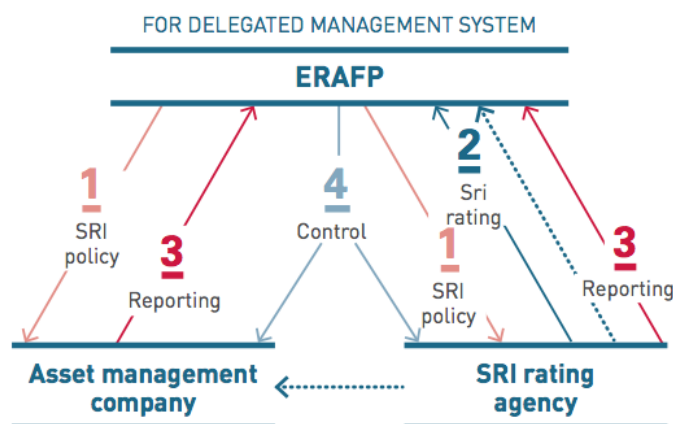 FOR DELEGATED MANAGEMENT SYSTEM
ERAFP
1
SRI
policy
3
Reporting
4
Control
1
SRI
policy
2
Sri
rating
3
Reporting
Asset management
company
SRI rating
agency